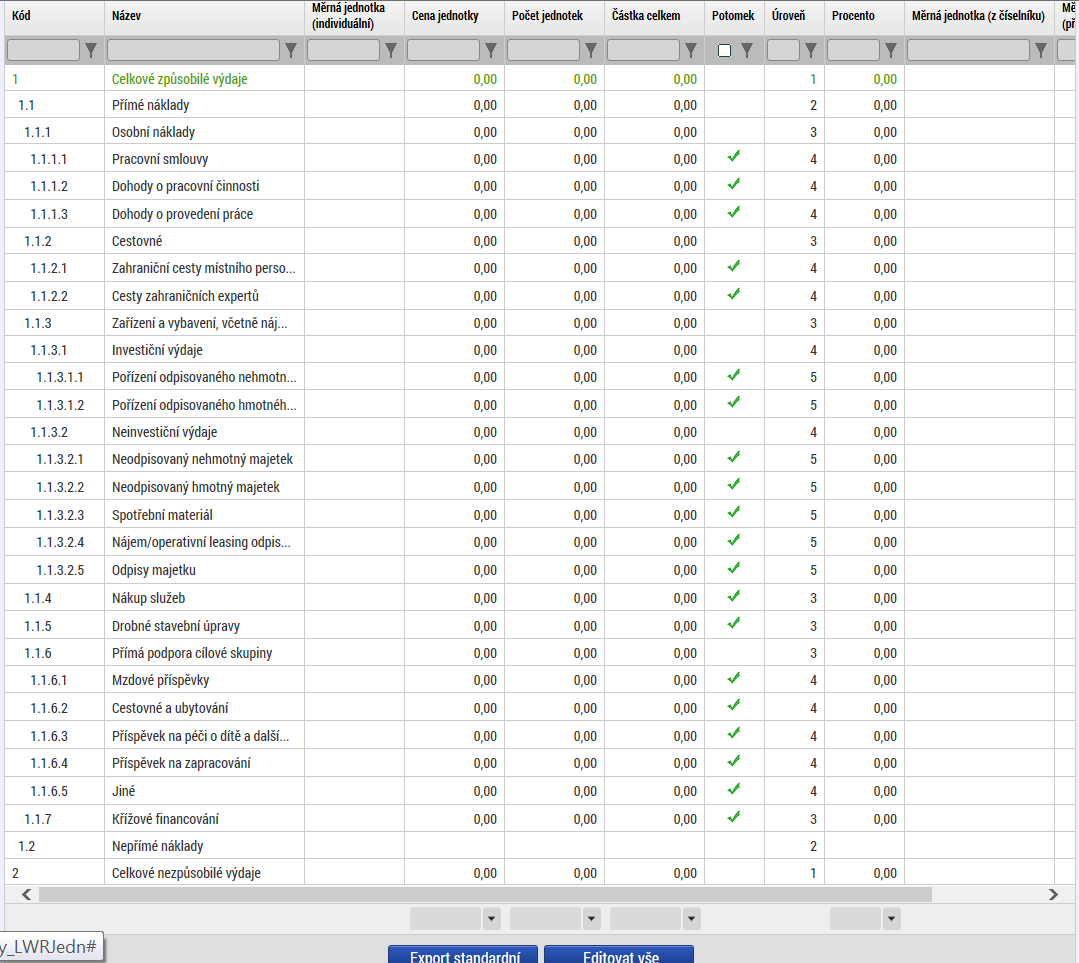 Kód Název Měrná jednotka (individuální) Cena jednotky Počet jednotek Částka celkem Potomek Úroveň Procento Měrná jednotka (z číselníku) Mě (př
1 Celkové způsobilé výdaje 0,00 0,00 0,00 1 0,00
1.1 Přímé náklady 0,00 0,00 0,00 2 0,00
1.1.1 Osobní náklady 0,00 0,00 0,00 3 0,00
1.1.1.1 Pracovní smlouvy 0,00 0,00 0,00 4 0,00
1.1.1.2 Dohody o pracovní činnosti 0,00 0,00 0,00 4 0,00
1.1.1.3 Dohody o provedení práce 0,00 0,00 0,00 4 0,00
1.1.2 Cestovné 0,00 0,00 0,00 3 0,00
1.1.2.1 Zahraniční cesty místního perso... 0,00 0,00 0,00 4 0,00
1.1.2.2 Cesty zahraničních expertů 0,00 0,00 0,00 4 0,00
1.1.3 Zařízení a vybavení, včetně náj... 0,00 0,00 0,00 3 0,00
1.1.3.1 Investiční výdaje 0,00 0,00 0,00 4 0,00
1.1.3.1.1 Pořízení odpisovaného nehmotn... 0,00 0,00 0,00 5 0,00
1.1.3.1.2 Pořízení odpisovaného hmotnéh... 0,00 0,00 0,00 5 0,00
1.1.3.2 Neinvestiční výdaje 0,00 0,00 0,00 4 0,00
1.1.3.2.1 Neodpisovaný nehmotný majetek 0,00 0,00 0,00 5 0,00
1.1.3.2.2 Neodpisovaný hmotný majetek 0,00 0,00 0,00 5 0,00
1.1.3.2.3 Spotřební materiál 0,00 0,00 0,00 5 0,00
1.1.3.2.4 Nájem/operativní leasing odpis... 0,00 0,00 0,00 5 0,00
1.1.3.2.5 Odpisy majetku 0,00 0,00 0,00 5 0,00
1.1.4 Nákup služeb 0,00 0,00 0,00 3 0,00
1.1.5 Drobné stavební úpravy 0,00 0,00 0,00 3 0,00
1.1.6 Přímá podpora cílové skupiny 0,00 0,00 0,00 3 0,00
1.1.6.1 Mzdové příspěvky 0,00 0,00 0,00 4 0,00
1.1.6.2 Cestovné a ubytování 0,00 0,00 0,00 4 0,00
1.1.6.3 Příspěvek na péči o dítě a další... 0,00 0,00 0,00 4 0,00
1.1.6.4 Příspěvek na zapracování 0,00 0,00 0,00 4 0,00
1.1.6.5 Jiné 0,00 0,00 0,00 4 0,00
1.1.7 Křížové financování 0,00 0,00 0,00 3 0,00
1.2 Nepřímé náklady 2
2 Celkové nezpůsobilé výdaje 0,00 0,00 0,00 1 0,00
y_LWRJedn#
Export standardní Editovat vše